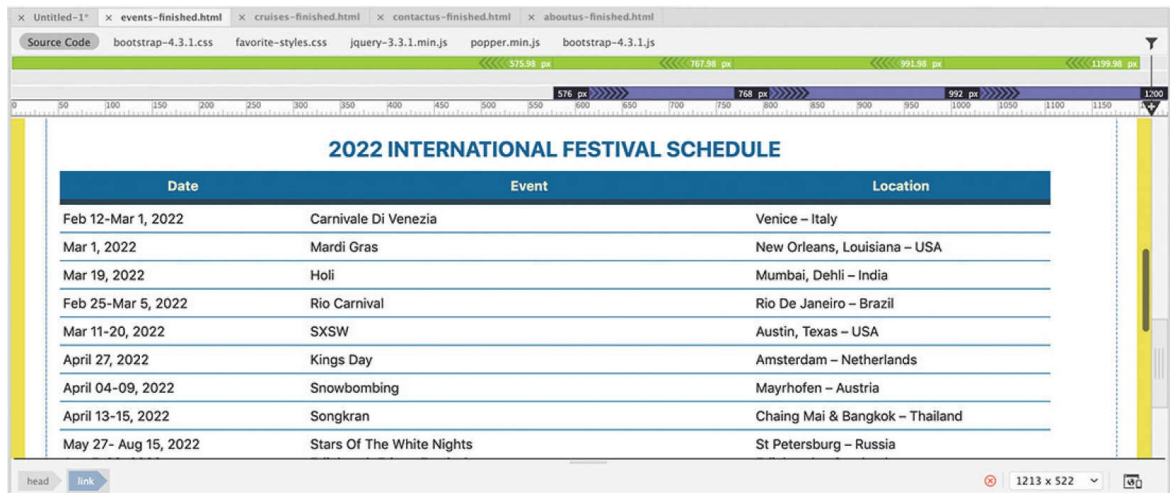 × Untitled-1* × events-finished.html × cruises-finished.html × contactus-finished.html × aboutus-finished.html
Source Code bootstrap-4.3.1.css favorite-styles.css jquery-3.3.1.min.js popper.min.js bootstrap-4.3.1.js
575.98 px 767.98 px 991.98 px 1199.98 px
576 px 768 px 992 px 1200
0 50 100 150 200 250 300 350 400 450 500 550 600 650 700 750 800 850 900 950 1000 1050 1100 1150
2022 INTERNATIONAL FESTIVAL SCHEDULE
Date Event Location
Feb 12-Mar 1, 2022 Carnivale Di Venezia Venice – Italy
Mar 1, 2022 Mardi Gras New Orleans, Louisiana – USA
Mar 19, 2022 Holi Mumbai, Dehli – India
Feb 25-Mar 5, 2022 Rio Carnival Rio De Janeiro – Brazil
Mar 11-20, 2022 SXSW Austin, Texas – USA
April 27, 2022 Kings Day Amsterdam – Netherlands
April 04-09, 2022 Snowbombing Mayrhofen – Austria
April 13-15, 2022 Songkran Chaing Mai & Bangkok – Thailand
May 27- Aug 15, 2022 Stars Of The White Nights St Petersburg – Russia
head link 1213 x 522